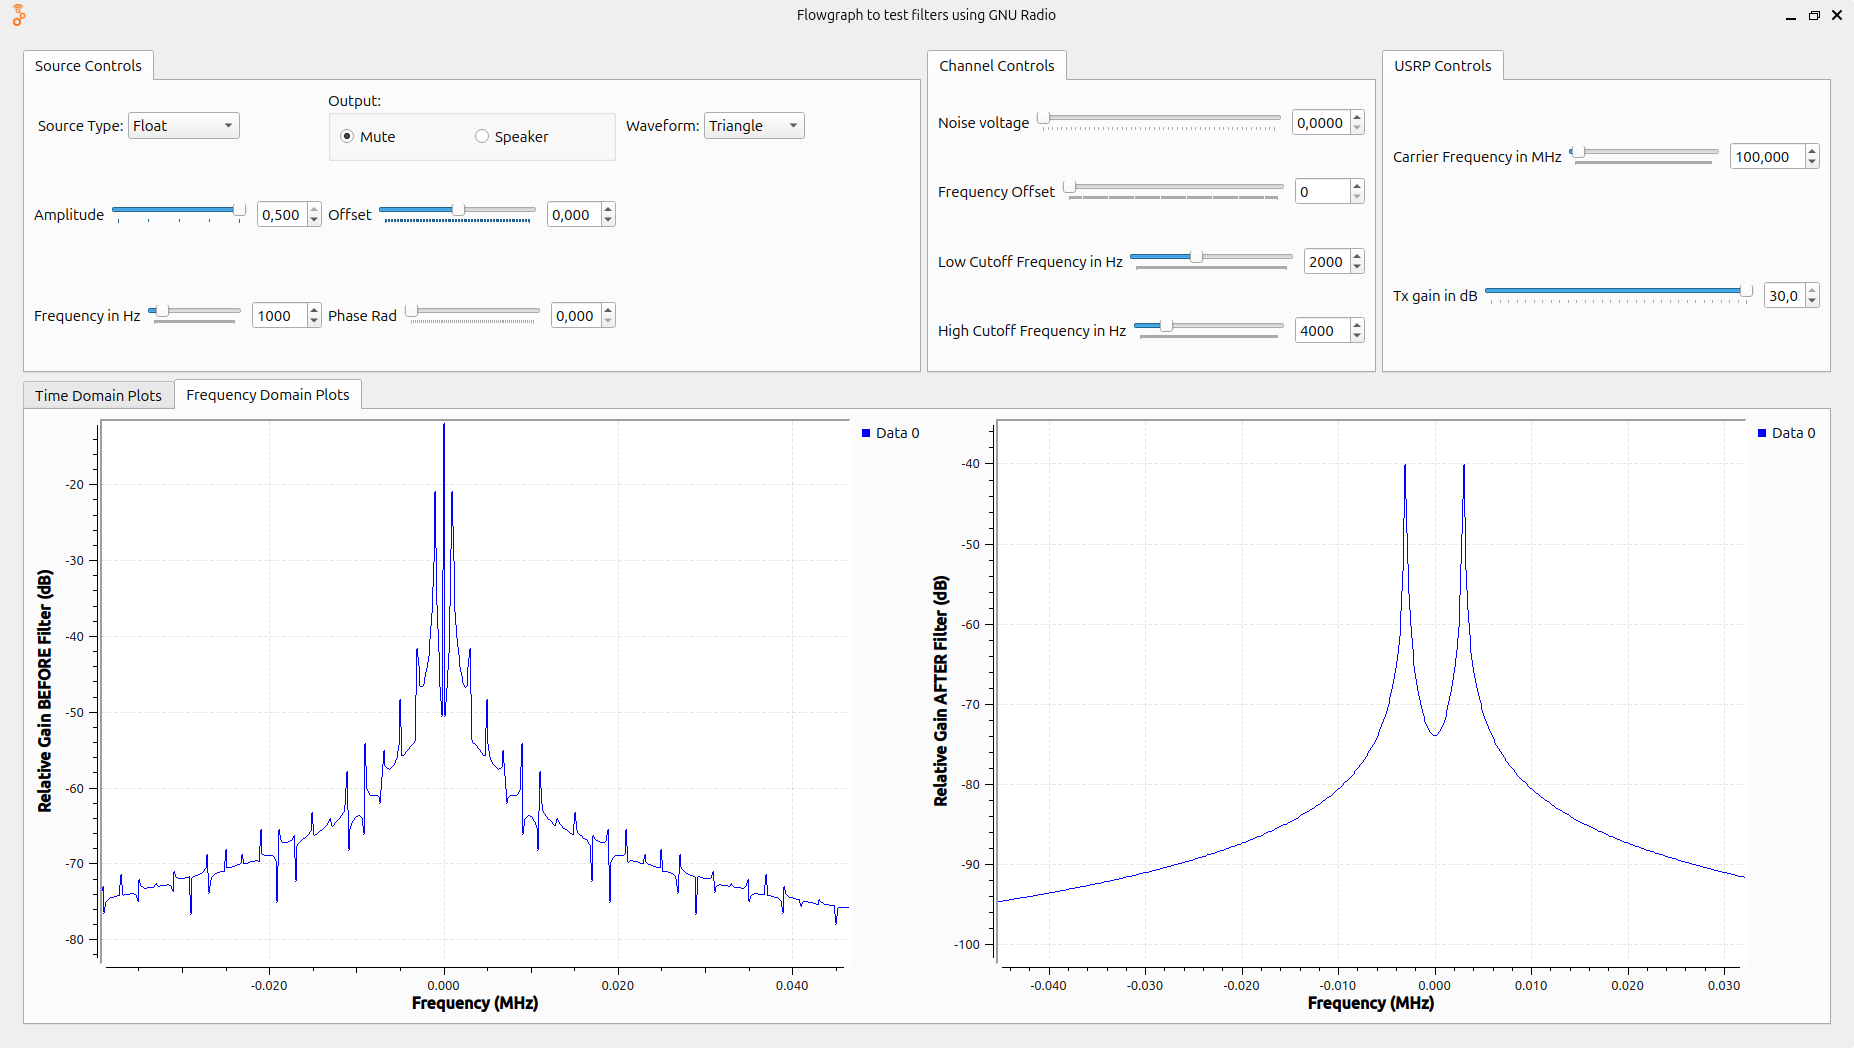 Flowgraph to test filters using GNU Radio
Source Controls
Source Type: Float
Output:
Mute
Speaker
Waveform: Triangle
Amplitude 0,500
Offset 0,000
Frequency in Hz 1000
Phase Rad 0,000
Channel Controls
Noise voltage 0,0000
Frequency Offset 0
Low Cutoff Frequency in Hz 2000
High Cutoff Frequency in Hz 4000
USRP Controls
Carrier Frequency in MHz 100,000
Tx gain in dB 30,0
Time Domain Plots
Frequency Domain Plots
Relative Gain BEFORE Filter (dB)
-20
-30
-40
-50
-60
-70
-80
-0.020 0.000 0.020 0.040
Frequency (MHz)
Data 0
Relative Gain AFTER Filter (dB)
-40
-50
-60
-70
-80
-90
-100
-0.040 -0.030 -0.020 -0.010 0.000 0.010 0.020 0.030
Frequency (MHz)
Data 0